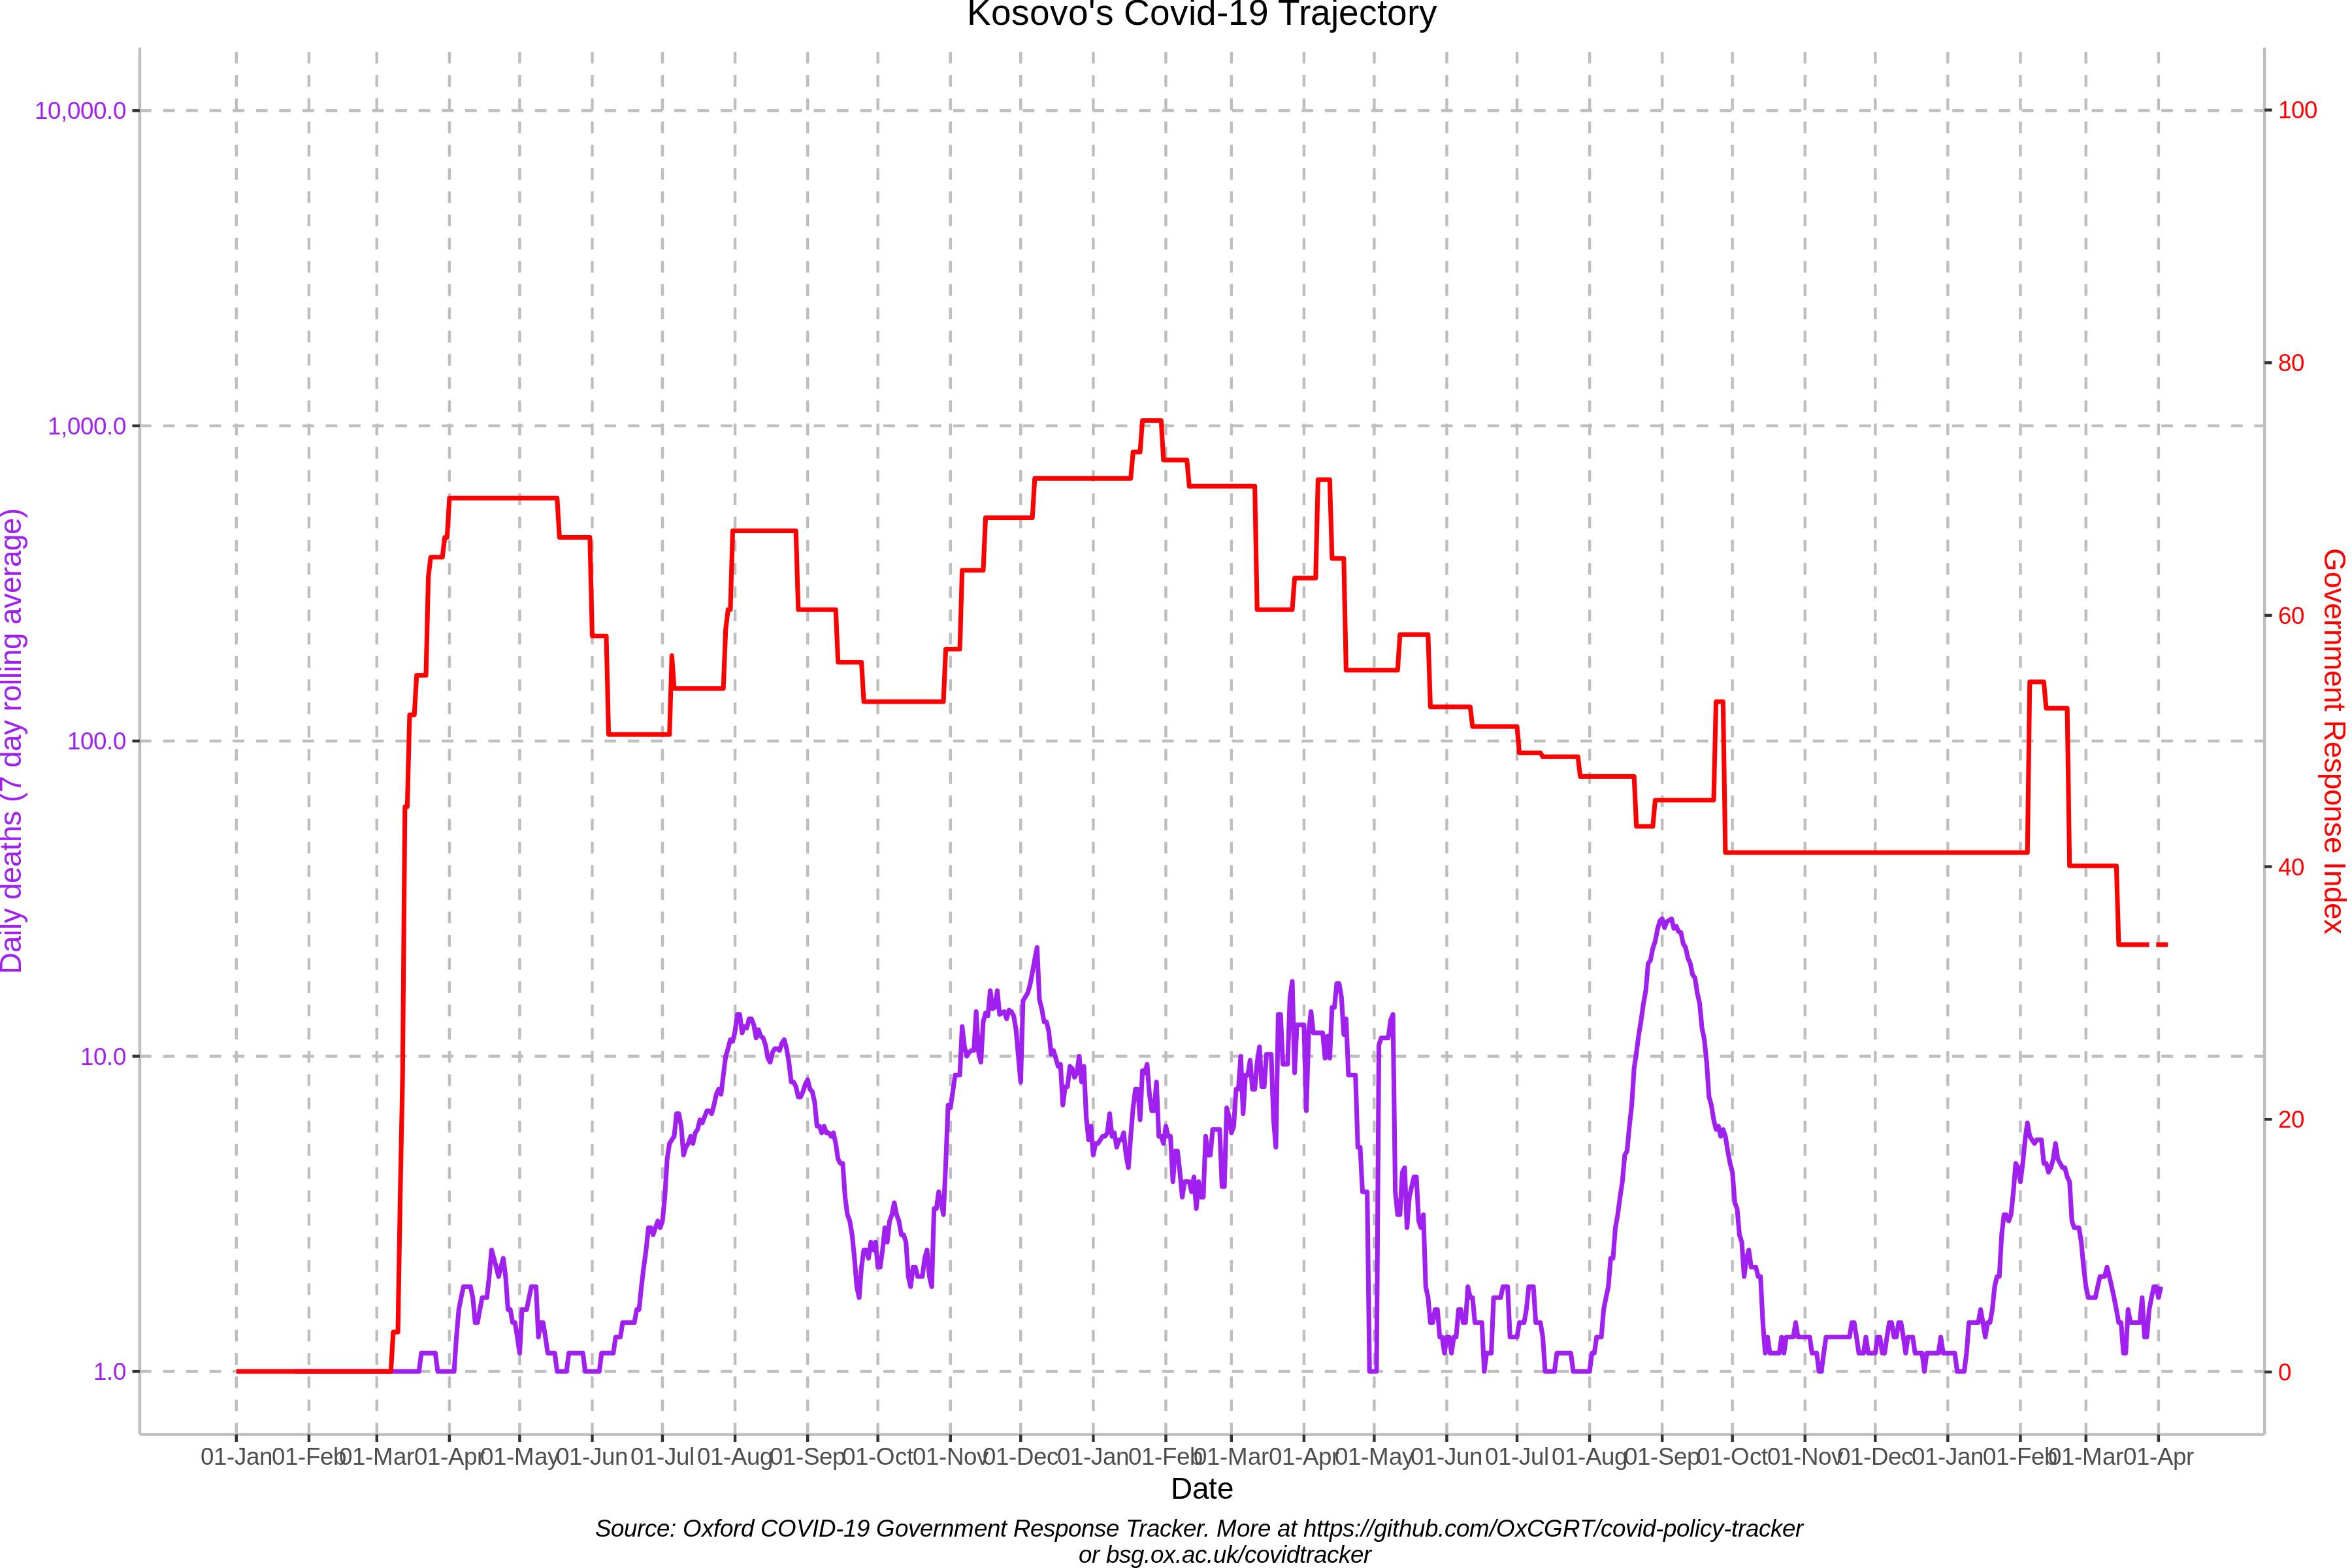 Kosovo's Covid-19 Trajectory
10,000.0
1,000.0
100.0
10.0
1.0
Daily deaths (7 day rolling average)
100
80
60
40
20
0
Government Response Index
01-Jan 01-Feb 01-Mar 01-Apr 01-May 01-Jun 01-Jul 01-Aug 01-Sep 01-Oct 01-Nov 01-Dec 01-Jan 01-Feb 01-Mar 01-Apr 01-May 01-Jun 01-Jul 01-Aug 01-Sep 01-Oct 01-Nov 01-Dec 01-Jan 01-Feb 01-Mar 01-Apr
Date
Source: Oxford COVID-19 Government Response Tracker. More at https://github.com/OxCGRT/covid-policy-tracker
or bsg.ox.ac.uk/covidtracker